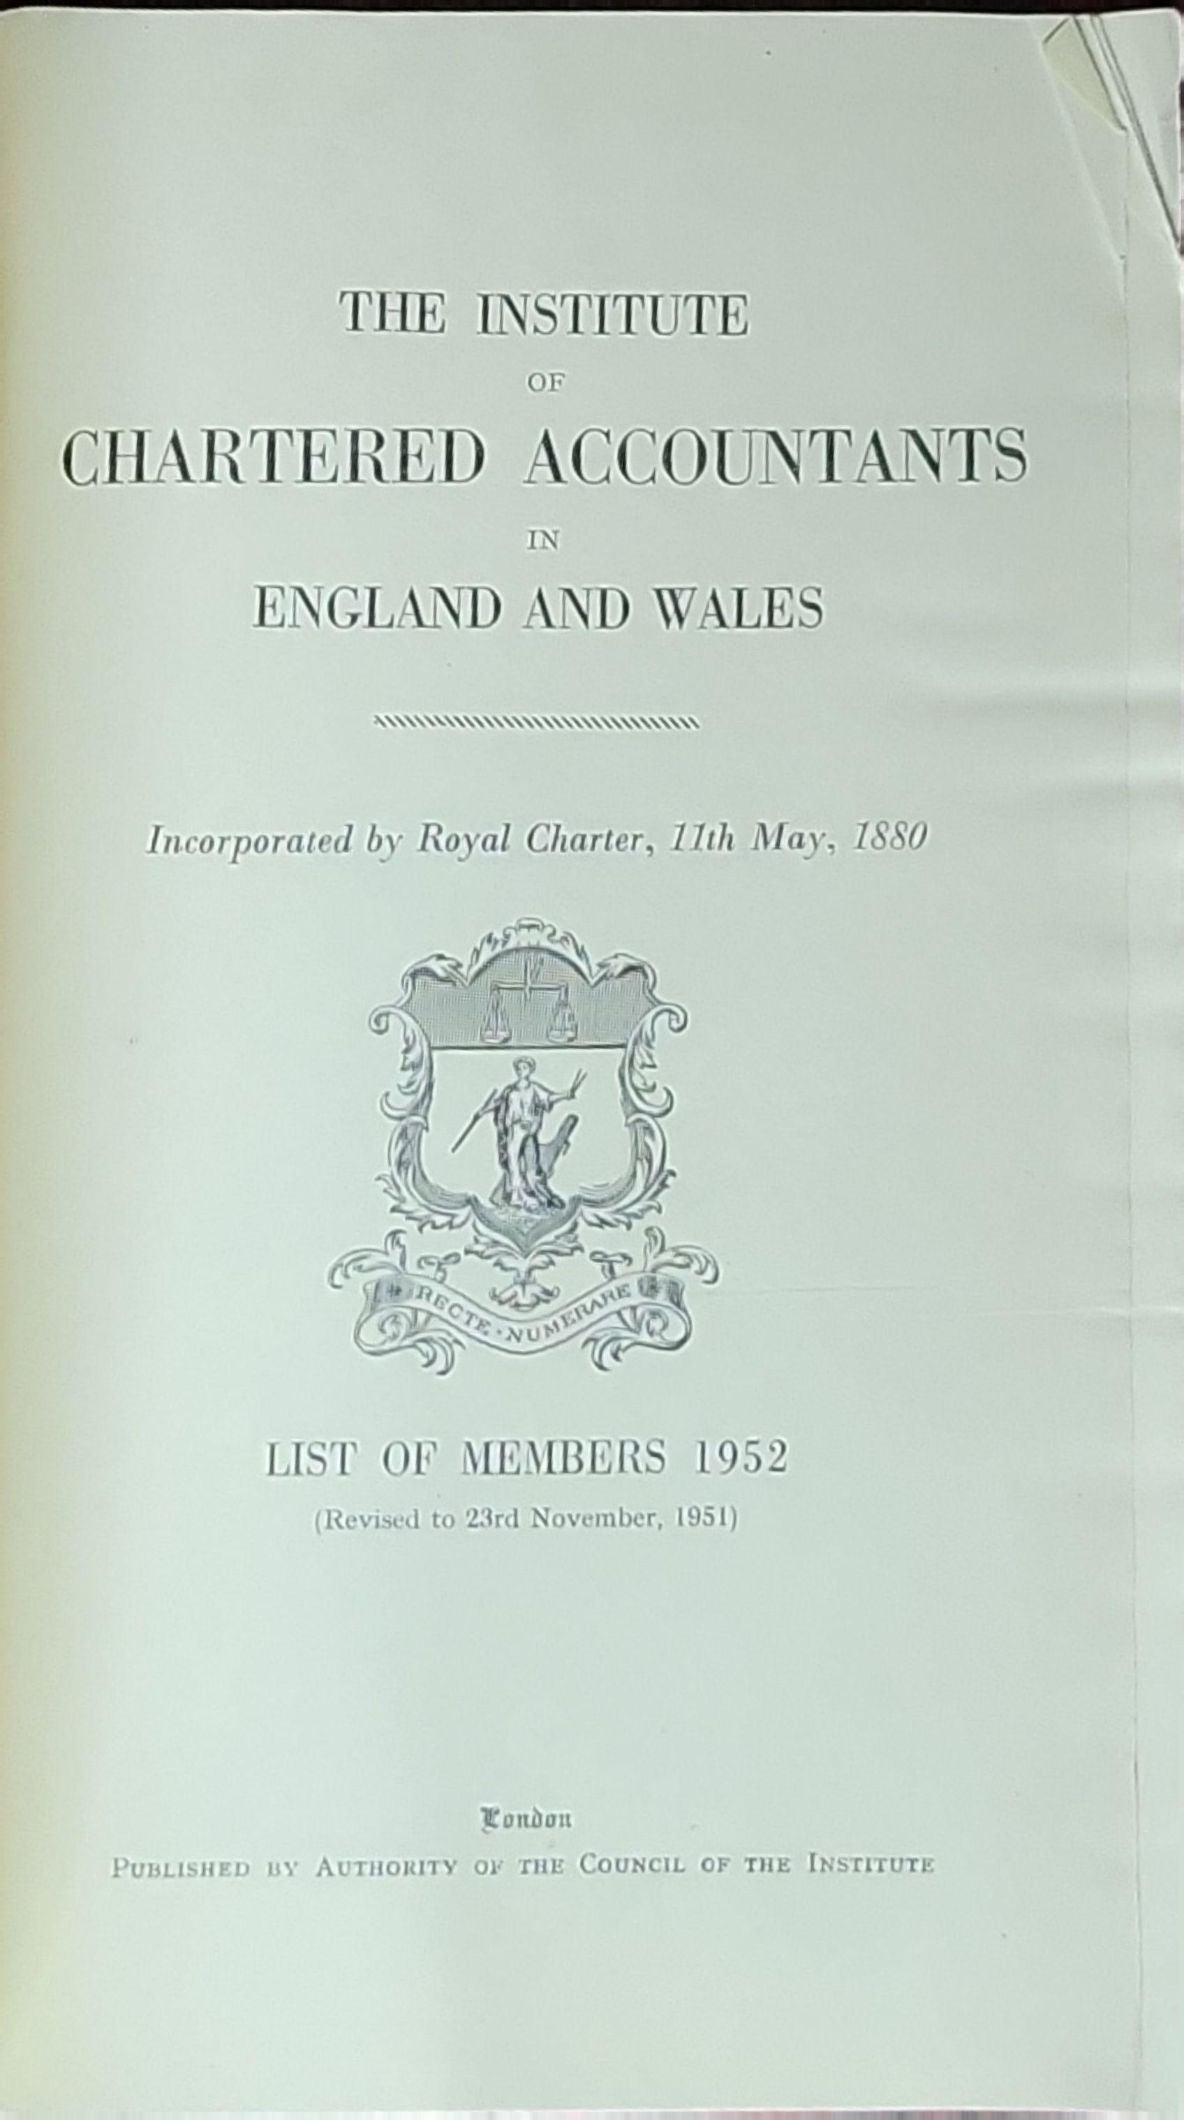 THE INSTITUTE
OF
CHARTERED ACCOUNTANTS
IN
ENGLAND AND WALES
Incorporated by Royal Charter, 11th May, 1880
RECTE · NUMERARE
LIST OF MEMBERS 1952
(Revised to 23rd November, 1951)
London
PUBLISHED BY AUTHORITY OF THE COUNCIL OF THE INSTITUTE